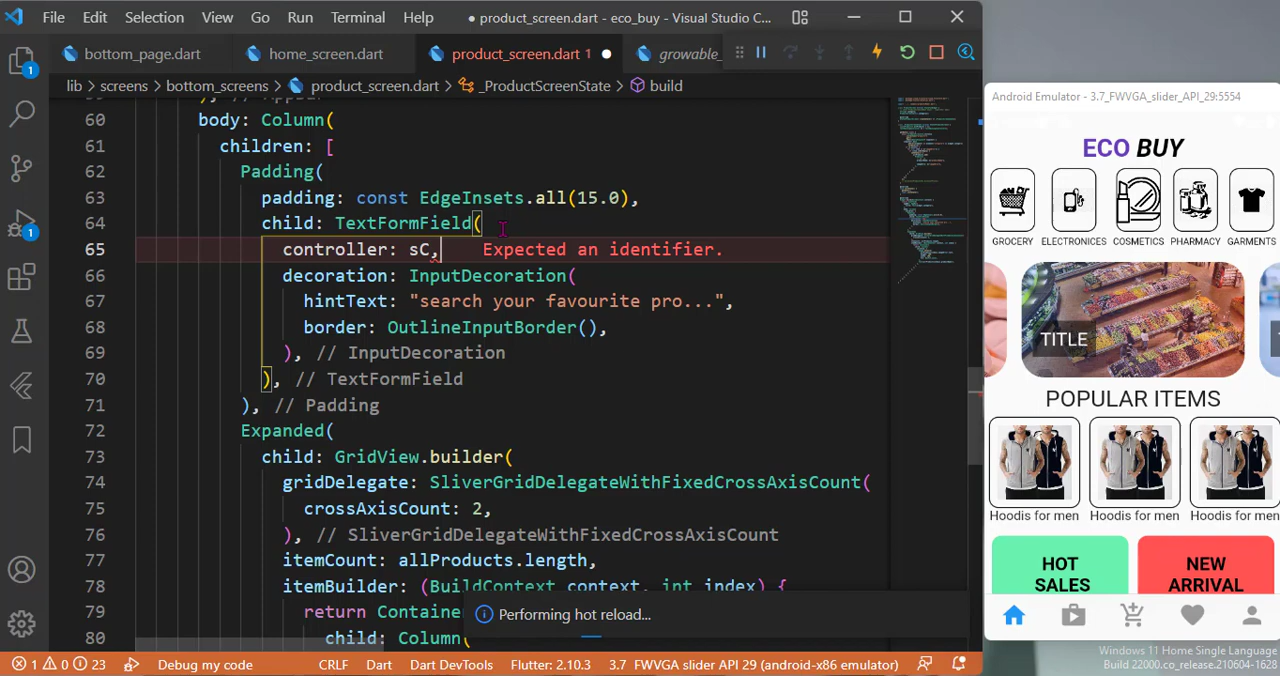 File Edit Selection View Go Run Terminal Help ● product_screen.dart - eco_buy - Visual Studio C...
bottom_page.dart home_screen.dart product_screen.dart 1 ● growable_
lib > screens > bottom_screens > product_screen.dart > _ProductScreenState > build
60 body: Column(
61 children: [
62 Padding(
63 padding: const EdgeInsets.all(15.0),
64 child: TextFormField(
65 controller: sC, Expected an identifier.
66 decoration: InputDecoration(
67 hintText: "search your favourite pro...",
68 border: OutlineInputBorder(),
69 ), // InputDecoration
70 ), // TextFormField
71 ), // Padding
72 Expanded(
73 child: GridView.builder(
74 gridDelegate: SliverGridDelegateWithFixedCrossAxisCount(
75 crossAxisCount: 2,
76 ), // SliverGridDelegateWithFixedCrossAxisCount
77 itemCount: allProducts.length,
78 itemBuilder: (BuildContext context, int index) {
79 return Container
80 child: Column(
Performing hot reload...
1
1
1 0 23 Debug my code CRLF Dart Dart DevTools Flutter: 2.10.3 3.7 FWVGA slider API 29 (android-x86 emulator)
Android Emulator - 3.7_FWVGA_slider_API_29:5554
ECO BUY
GROCERY ELECTRONICS COSMETICS PHARMACY GARMENTS
TITLE
POPULAR ITEMS
Hoodis for men Hoodis for men Hoodis for men
HOT SALES
NEW ARRIVAL
Windows 11 Home Single Language
Build 22000.co_release.210604-1628